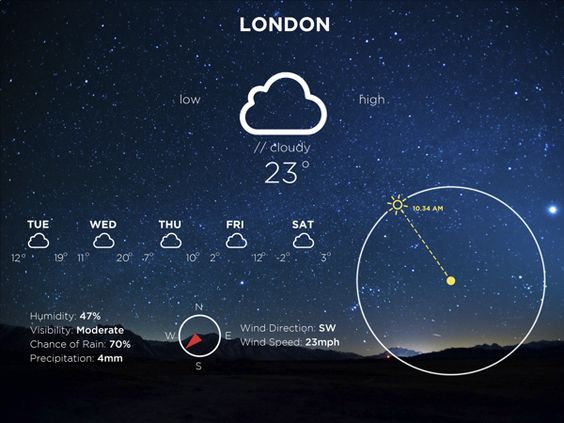 LONDON
low
high
// cloudy
23°
10.34 AM
TUE WED THU FRI SAT
12° 19° 11° 20° -7° 10° 2° 12° -2° 3°
Humidity: 47%
Visibility: Moderate
Chance of Rain: 70%
Precipitation: 4mm
N
W E
S
Wind Direction: SW
Wind Speed: 23mph